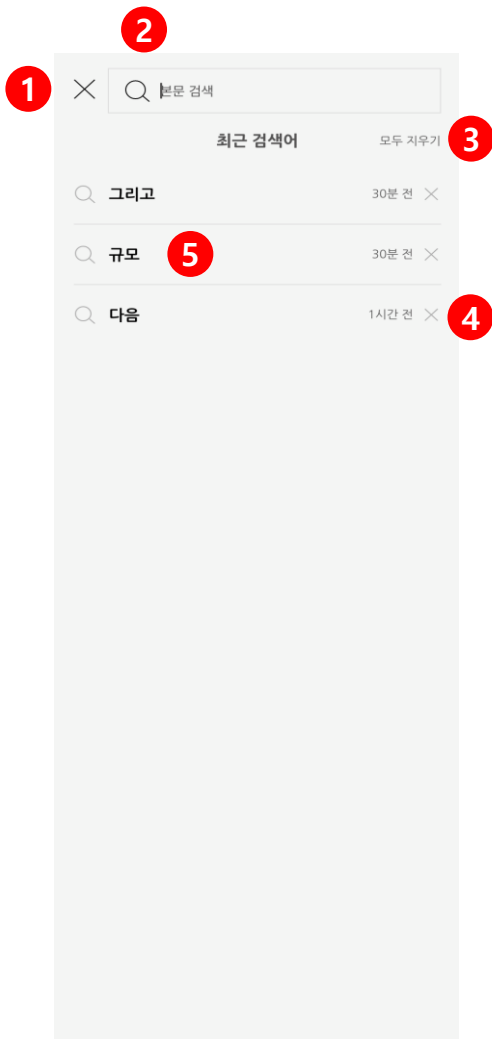 2
1
본문 검색
최근 검색어
모두 지우기
3
그리고
30분 전
규모
5
30분 전
다음
1시간 전
4